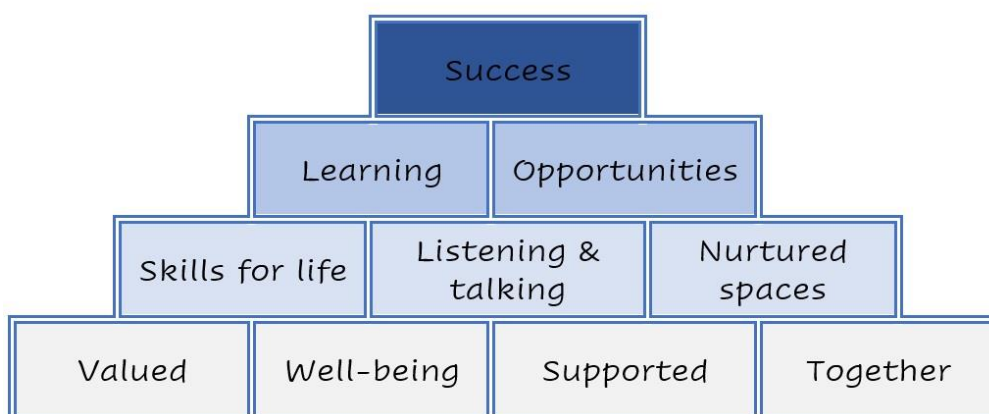 Success
Learning
Opportunities
Skills for life
Listening &
talking
Nurtured
spaces
Valued
Well-being
Supported
Together